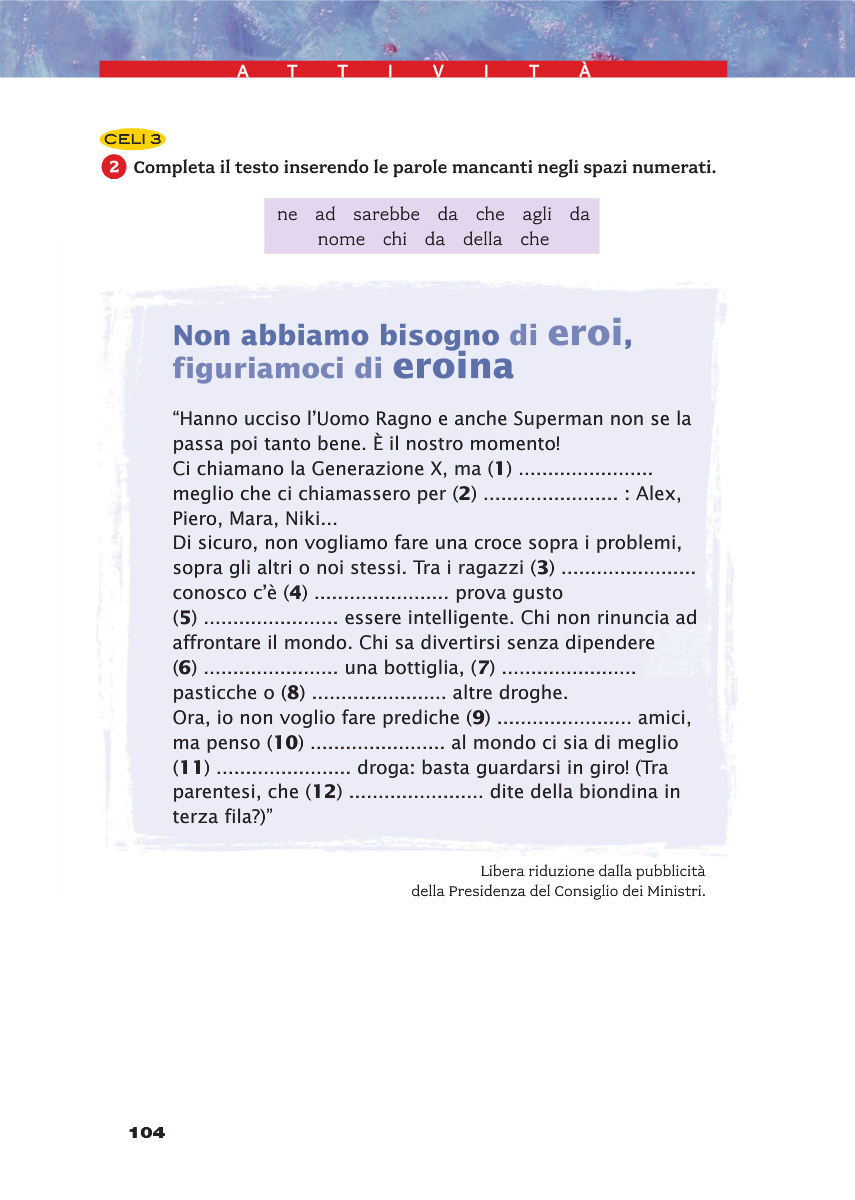 ATTIVITÀ
CELI 3
2 Completa il testo inserendo le parole mancanti negli spazi numerati.
ne ad sarebbe da che agli da
nome chi da della che
Non abbiamo bisogno di eroi,
figuriamoci di eroina
“Hanno ucciso l’Uomo Ragno e anche Superman non se la
passa poi tanto bene. È il nostro momento!
Ci chiamano la Generazione X, ma (1) .......................
meglio che ci chiamassero per (2) ....................... : Alex,
Piero, Mara, Niki...
Di sicuro, non vogliamo fare una croce sopra i problemi,
sopra gli altri o noi stessi. Tra i ragazzi (3) .......................
conosco c’è (4) ....................... prova gusto
(5) ....................... essere intelligente. Chi non rinuncia ad
affrontare il mondo. Chi sa divertirsi senza dipendere
(6) ....................... una bottiglia, (7) .......................
pasticche o (8) ....................... altre droghe.
Ora, io non voglio fare prediche (9) ....................... amici,
ma penso (10) ....................... al mondo ci sia di meglio
(11) ....................... droga: basta guardarsi in giro! (Tra
parentesi, che (12) ....................... dite della biondina in
terza fila?)”
Libera riduzione dalla pubblicità
della Presidenza del Consiglio dei Ministri.
104